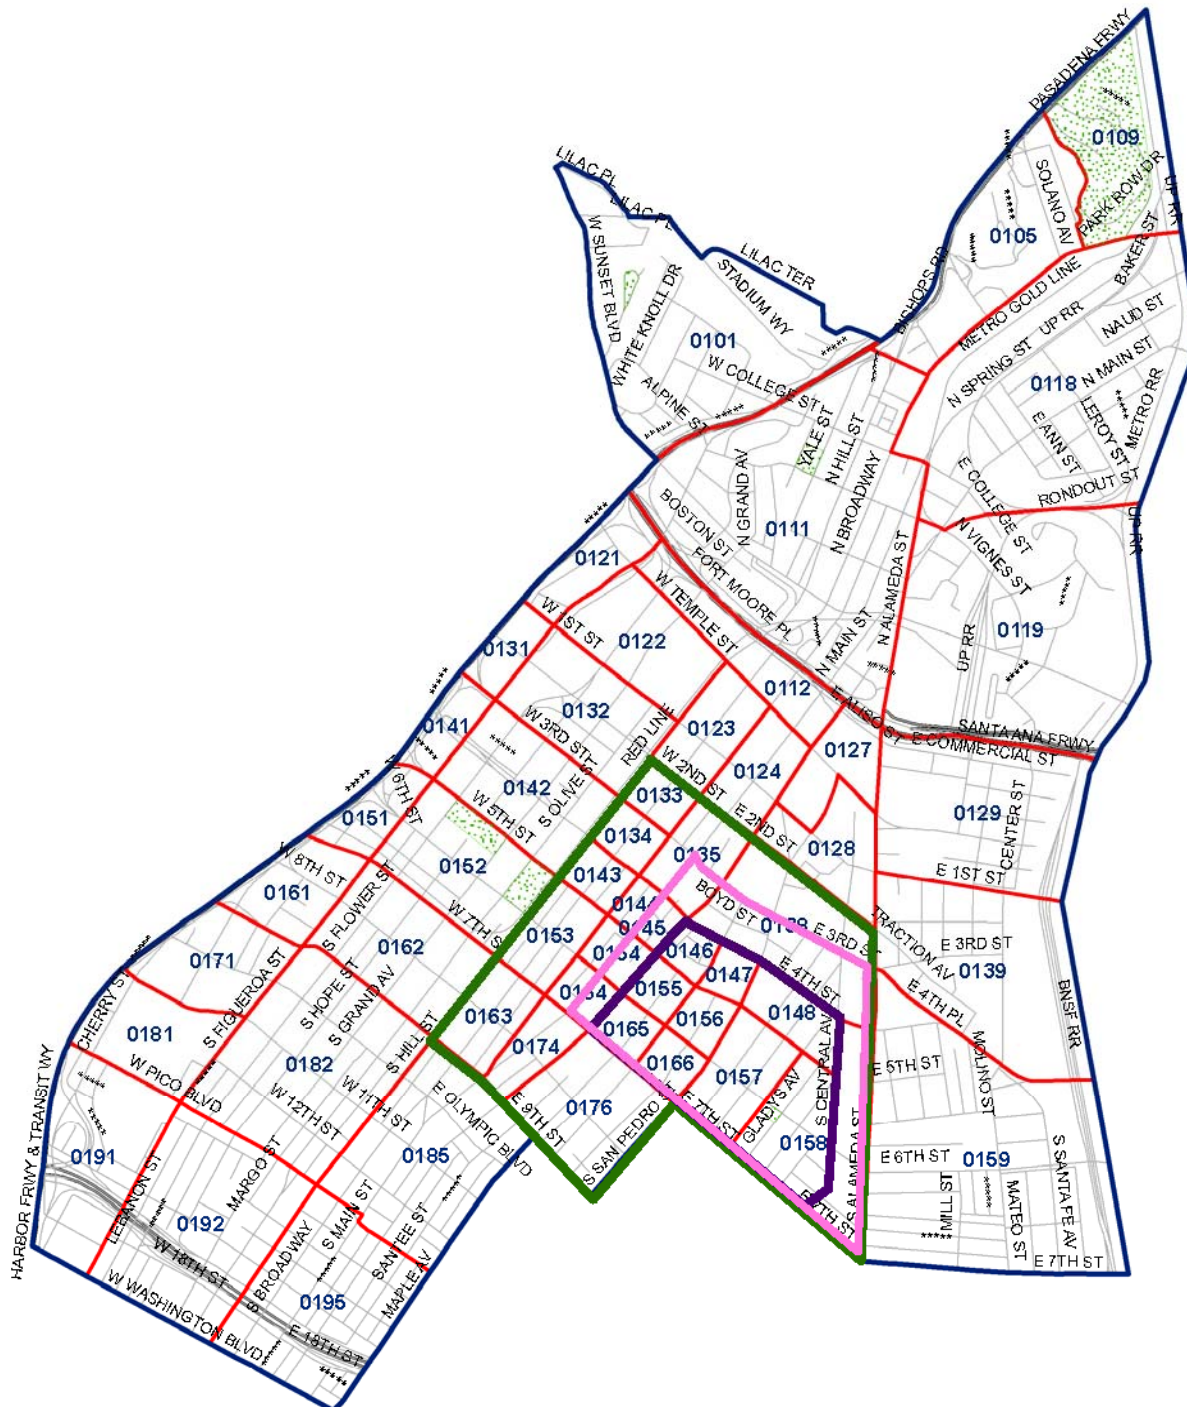 PASADENA FRWY
*****
0109
LILAC PL
*****
SOLANO AV
PARK ROW DR
UP RR
LILAC PL
*****
W SUNSET BLVD
0105
BAKER ST
LILAC TER
*****
STADIUM WY
BISHOPS RD
METRO GOLD LINE
WHITE KNOLL DR
UP RR
NAUD ST
0101
*****
N SPRING ST
N MAIN ST
W COLLEGE ST
*****
0118
ALPINE ST
*****
LEROY ST
*****
METRO RR
*****
YALE ST
N HILL ST
E ANN ST
N GRAND AV
N BROADWAY
E COLLEGE ST
RONDOUT ST
*****
BOSTON ST
0111
UP RR
N VIGNES ST
0121
FORT MOORE PL
N ALAMEDA ST
*****
W TEMPLE ST
W 1ST ST
0122
*****
N MAIN ST
0119
UP RR
0131
*****
*****
0112
*****
0132
RED LINE
E ALISO ST
0141
W 3RD ST
0123
SANTA ANA FRWY
*****
*****
E COMMERCIAL ST
0127
W 2ND ST
0124
W 6TH ST
*****
0142
S OLIVE ST
0133
CENTER ST
0151
W 5TH ST
0129
0134
E 2ND ST
0128
W 8TH ST
0152
0135
E 1ST ST
0161
0143
BOYD ST
S FLOWER ST
0144
W 7TH ST
TRACTION AV
0145
E 3RD ST
E 3RD ST
*****
0171
0162
0153
0146
0139
S FIGUEROA ST
S HOPE ST
0147
E 4TH ST
E 4TH PL
CHERRY ST
S GRAND AV
0155
BNSF RR
0148
0163
0156
0181
0165
S CENTRAL AV
S HILL ST
0174
MOLINO ST
W PICO BLVD
0182
0166
E 5TH ST
*****
*****
W 11TH ST
0157
GLADYS AV
W 12TH ST
E OLYMPIC BLVD
0176
E 9TH ST
S SAN PEDRO ST
E 7TH ST
*****
S ALAMEDA ST
HARBOR FRWY & TRANSIT WY
0191
0158
E 6TH ST
0159
S SANTA FE AV
0185
LEBANON ST
MARGO ST
*****
MILL ST
*****
MATEO ST
*****
0192
S MAIN ST
SANTEE ST
E 7TH ST
*****
W 18TH ST
S BROADWAY
*****
MAPLE AV
E 7TH ST
W WASHINGTON BLVD
0195
E 18TH ST
*****
*****